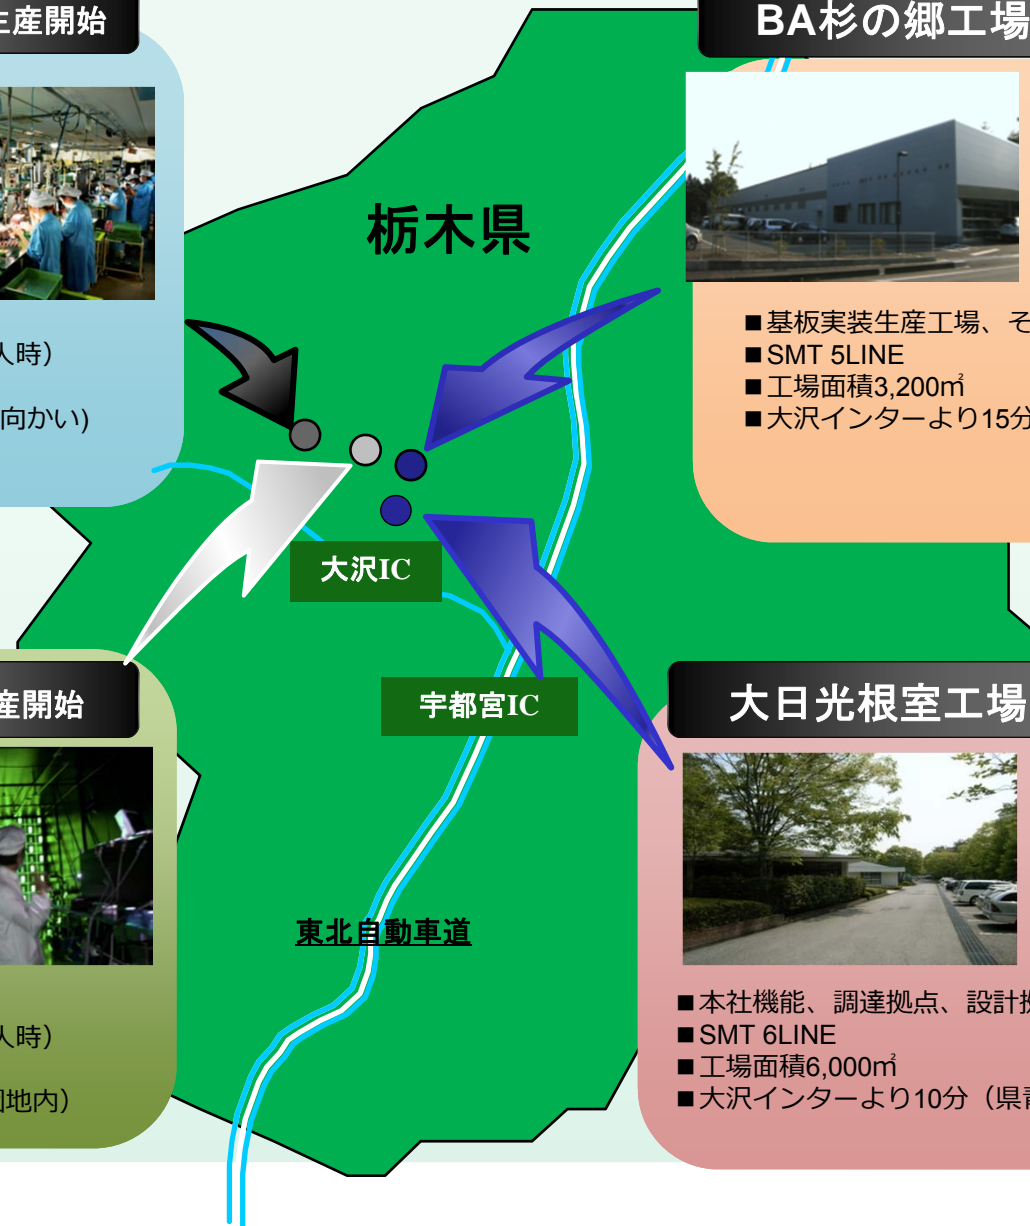 生産開始
人時）
向かい)
BA杉の郷工場
■基板実装生産工場、そ
■SMT 5LINE
■工場面積3,200㎡
■大沢インターより15分
栃木県
大沢IC
宇都宮IC
東北自動車道
産開始
人時）
団地内）
大日光根室工場
■本社機能、調達拠点、設計拠
■SMT 6LINE
■工場面積6,000㎡
■大沢インターより10分（県